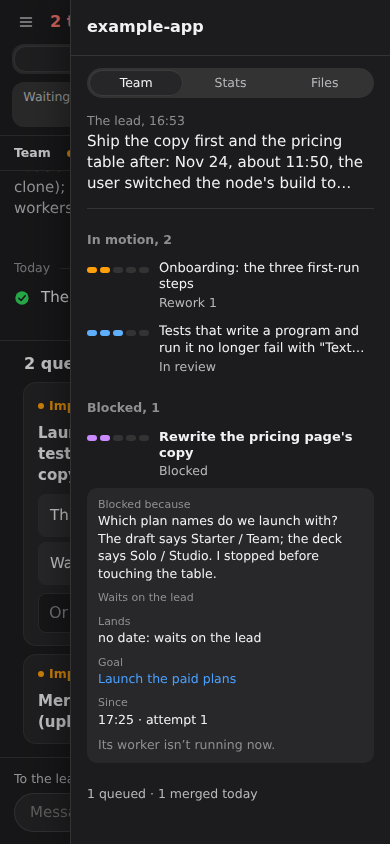 example-app
2
Team
Stats
Files
Waiting
Team
The lead, 16:53
Ship the copy first and the pricing
table after: Nov 24, about 11:50, the
user switched the node's build to…
clone);
workers
In motion, 2
Onboarding: the three first-run
steps
Rework 1
Today
The
Tests that write a program and
run it no longer fail with "Text…
In review
2 que
Blocked, 1
Rewrite the pricing page's
copy
Blocked
Imp
Laun
test
copy
Th
Wa
Or
Blocked because
Which plan names do we launch with?
The draft says Starter / Team; the deck
says Solo / Studio. I stopped before
touching the table.
Waits on the lead
Lands
no date: waits on the lead
Goal
Launch the paid plans
Since
17:25 · attempt 1
Its worker isn’t running now.
Imp
Mer
(upl
1 queued · 1 merged today
To the lea
Messa